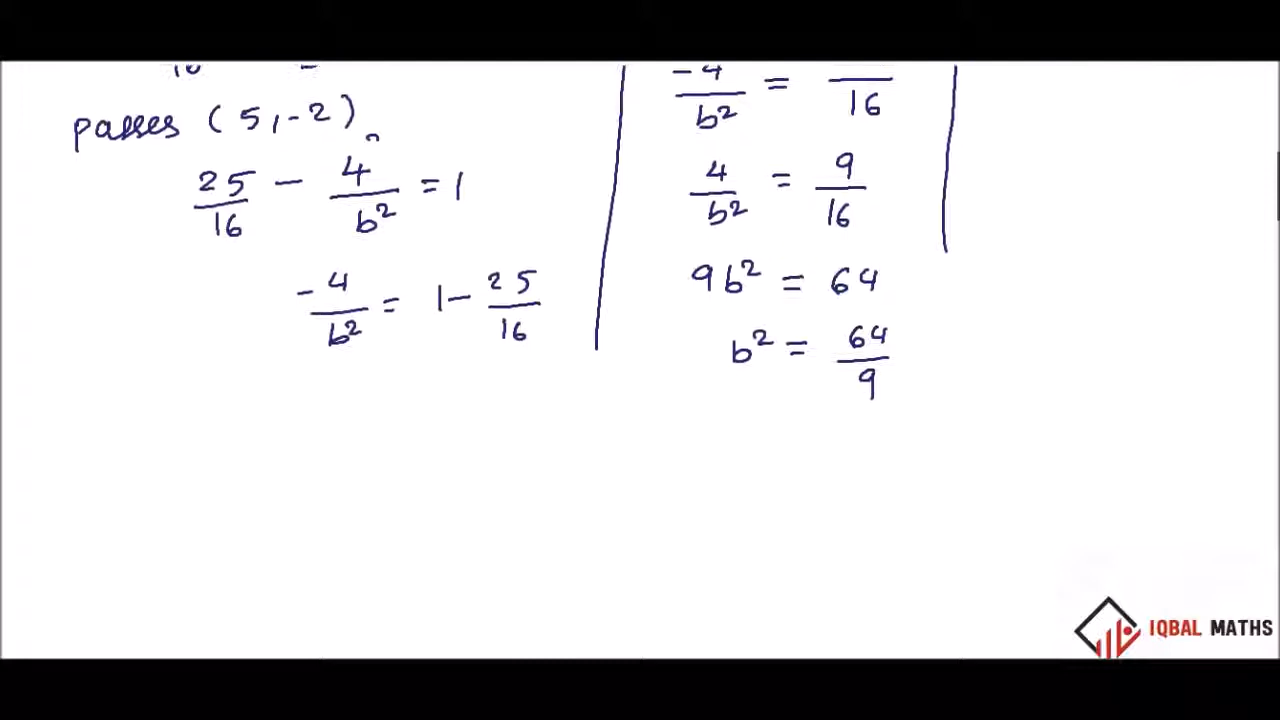 passes (5, -2)
25/16 - 4/b² = 1
-4/b² = 1 - 25/16
-4/b² = /16
4/b² = 9/16
9b² = 64
b² = 64/9
IQBAL MATHS